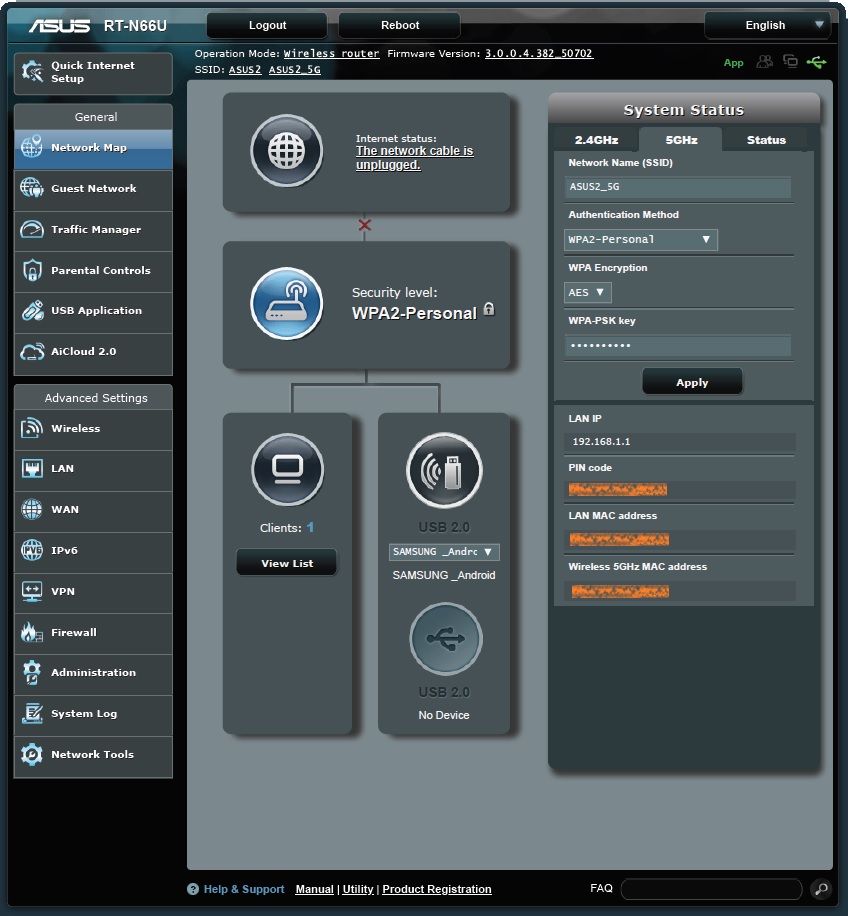 ASUS RT-N66U Logout Reboot English
Operation Mode: Wireless router Firmware Version: 3.0.0.4.382_50702
SSID: ASUS2 ASUS2_5G
App
Quick Internet
Setup
General
Network Map
Guest Network
Traffic Manager
Parental Controls
USB Application
AiCloud 2.0
Advanced Settings
Wireless
LAN
WAN
IPv6
VPN
Firewall
Administration
System Log
Network Tools
Internet status:
The network cable is
unplugged.
Security level:
WPA2-Personal
Clients: 1
View List
USB 2.0
SAMSUNG _Andrc
SAMSUNG _Android
USB 2.0
No Device
System Status
2.4GHz 5GHz Status
Network Name (SSID)
ASUS2_5G
Authentication Method
WPA2-Personal
WPA Encryption
AES
WPA-PSK key
••••••••••
Apply
LAN IP
192.168.1.1
PIN code
LAN MAC address
Wireless 5GHz MAC address
Help & Support Manual | Utility | Product Registration FAQ